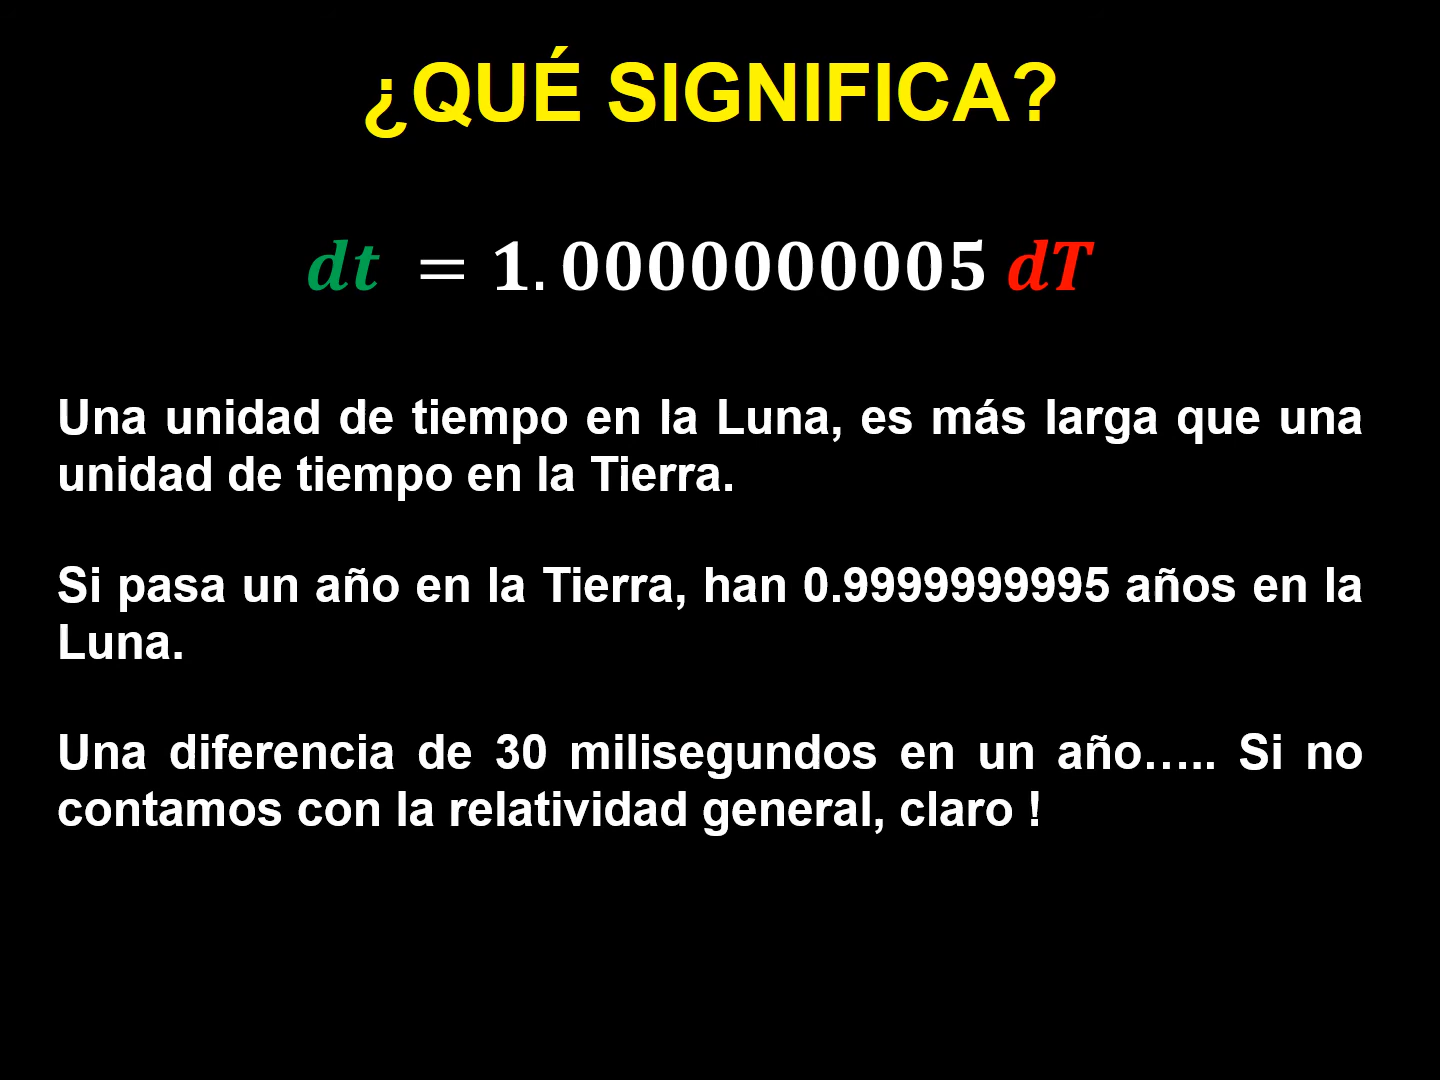 ¿QUÉ SIGNIFICA?
dt = 1.0000000005 dT
Una unidad de tiempo en la Luna, es más larga que una
unidad de tiempo en la Tierra.
Si pasa un año en la Tierra, han 0.9999999995 años en la
Luna.
Una diferencia de 30 milisegundos en un año….. Si no
contamos con la relatividad general, claro !